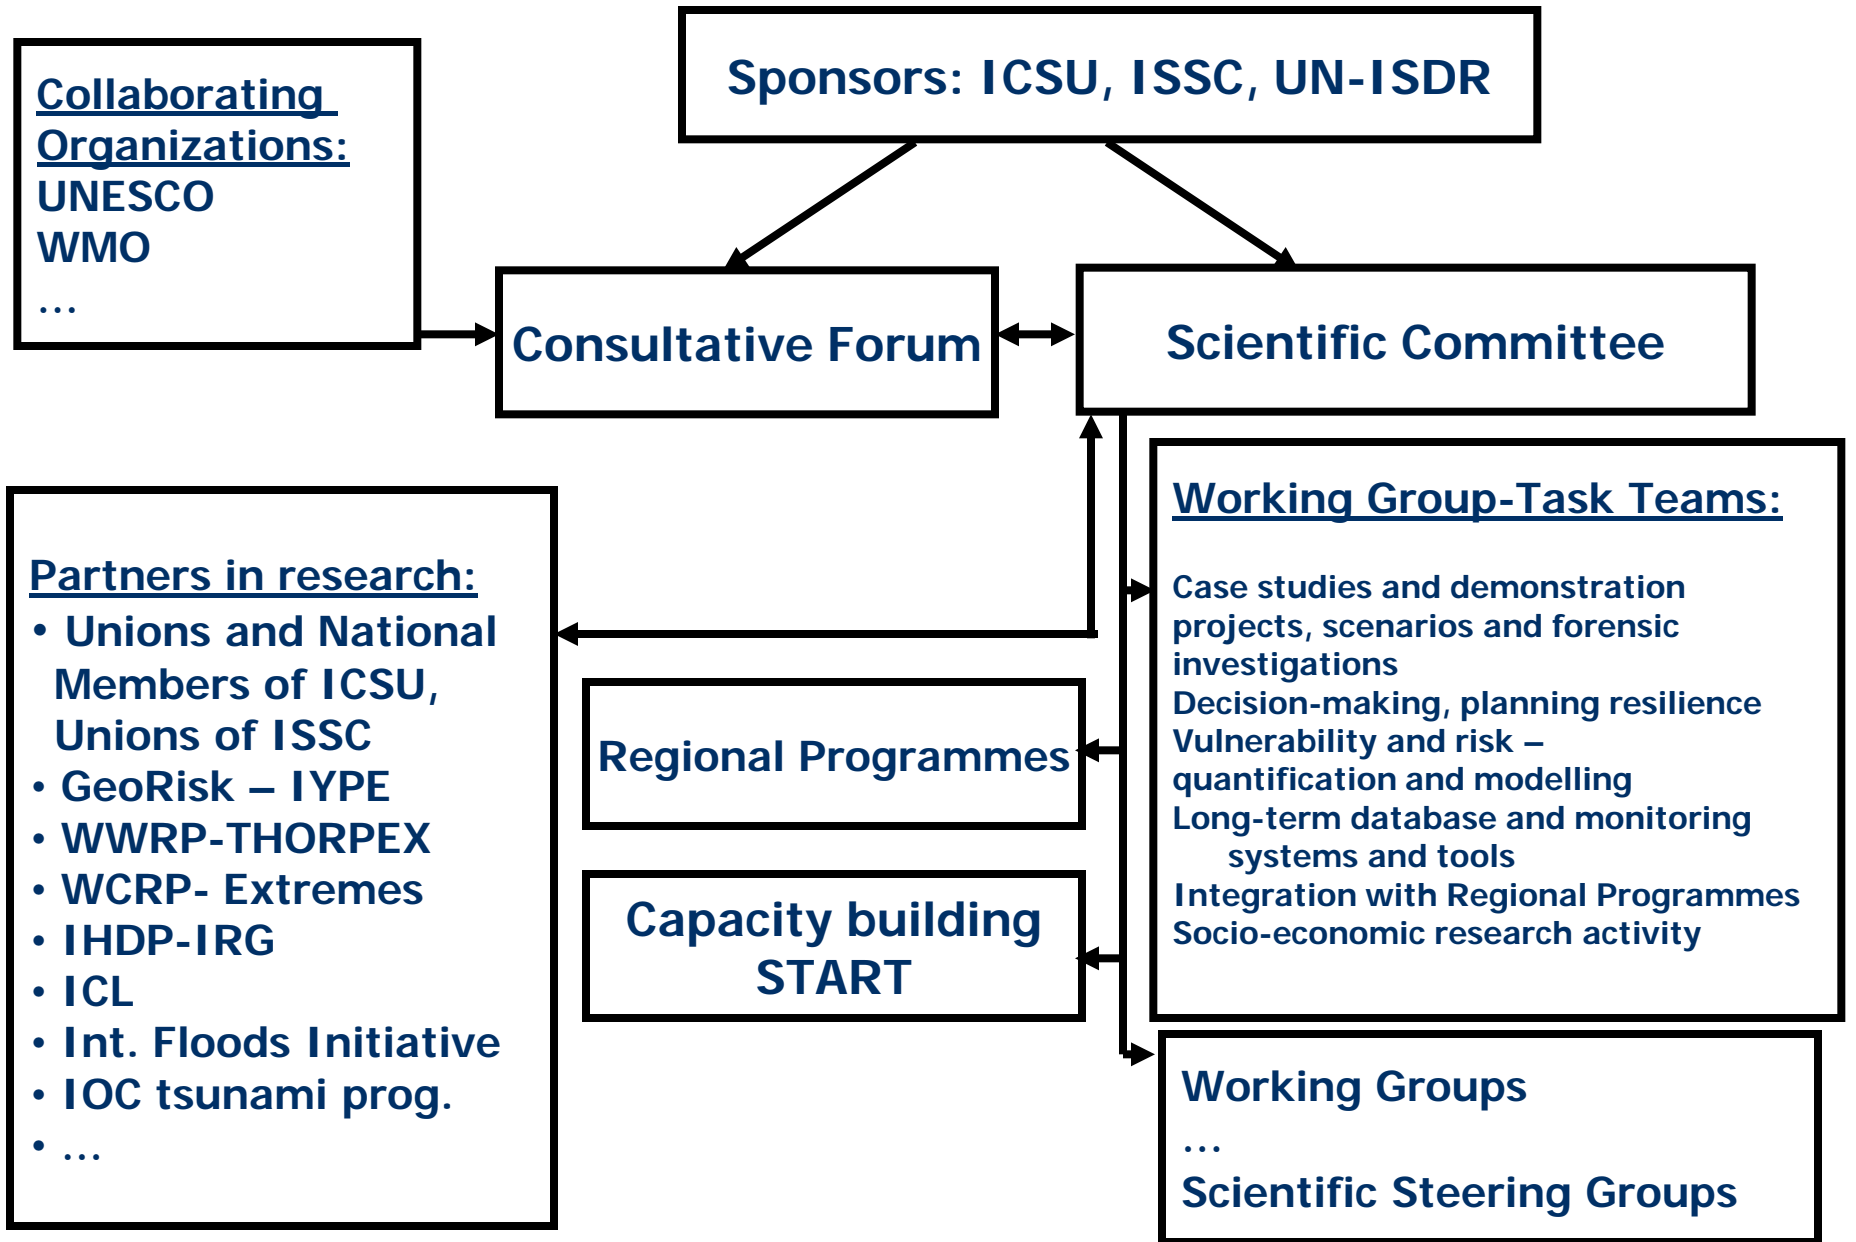 Sponsors: ICSU, ISSC, UN-ISDR
Collaborating
Organizations:
UNESCO
WMO
...
Consultative Forum
Scientific Committee
Partners in research:
• Unions and National
Members of ICSU,
Unions of ISSC
• GeoRisk – IYPE
• WWRP-THORPEX
• WCRP- Extremes
• IHDP-IRG
• ICL
• Int. Floods Initiative
• IOC tsunami prog.
• ...
Regional Programmes
Capacity building
START
Working Group-Task Teams:
Case studies and demonstration
projects, scenarios and forensic
investigations
Decision-making, planning resilience
Vulnerability and risk –
quantification and modelling
Long-term database and monitoring
systems and tools
Integration with Regional Programmes
Socio-economic research activity
Working Groups
...
Scientific Steering Groups